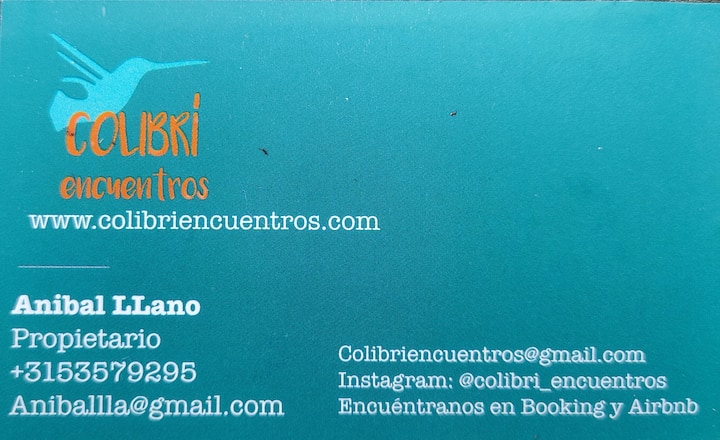 COLIBRÍ
encuentros
www.colibriencuentros.com
Anibal LLano
Propietario
+3153579295
Aniballla@gmail.com
Colibriencuentros@gmail.com
Instagram: @colibri_encuentros
Encuéntranos en Booking y Airbnb